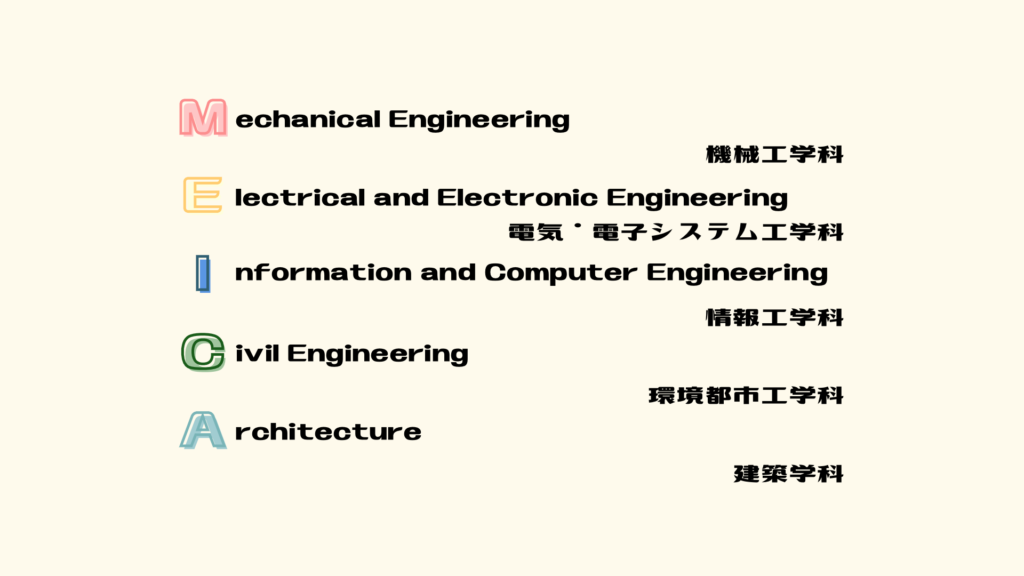 Mechanical Engineering
機械工学科
Electrical and Electronic Engineering
電気・電子システム工学科
Information and Computer Engineering
情報工学科
Civil Engineering
環境都市工学科
Architecture
建築学科